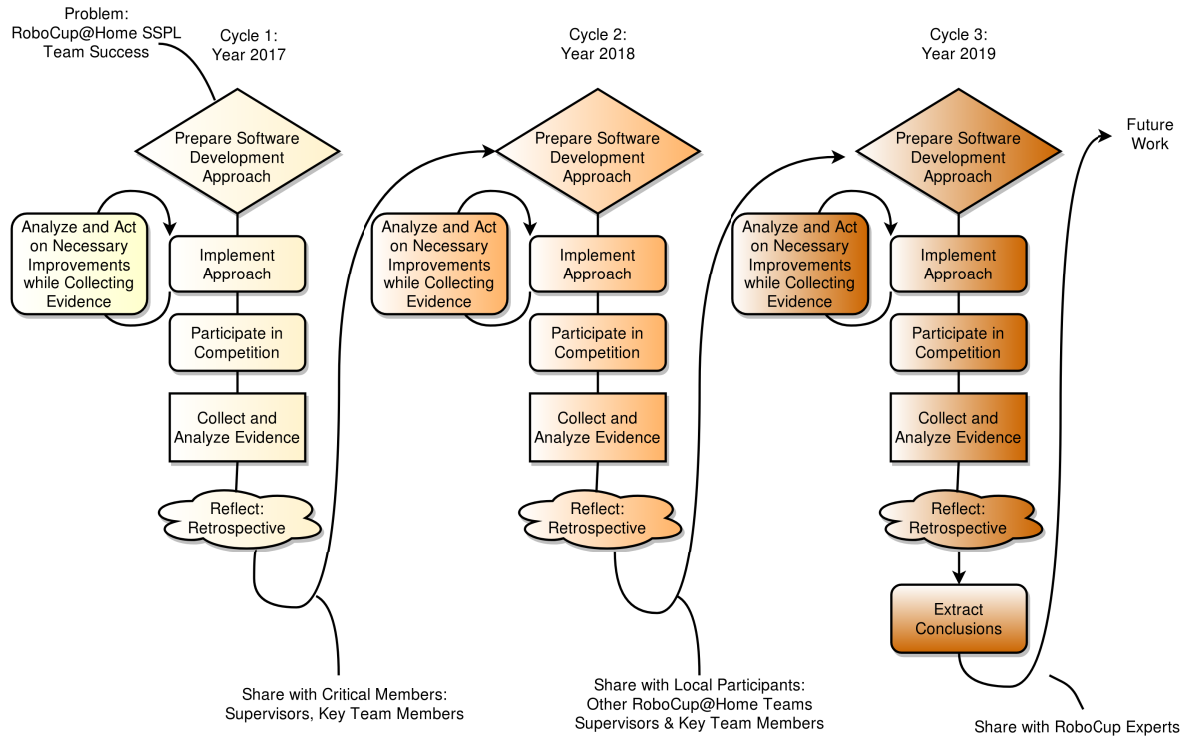 Problem:
RoboCup@Home SSPL
Team Success
Cycle 1:
Year 2017
Prepare Software
Development
Approach
Analyze and Act
on Necessary
Improvements
while Collecting
Evidence
Implement
Approach
Participate in
Competition
Collect and
Analyze Evidence
Reflect:
Retrospective
Share with Critical Members:
Supervisors, Key Team Members
Cycle 2:
Year 2018
Prepare Software
Development
Approach
Analyze and Act
on Necessary
Improvements
while Collecting
Evidence
Implement
Approach
Participate in
Competition
Collect and
Analyze Evidence
Reflect:
Retrospective
Share with Local Participants:
Other RoboCup@Home Teams
Supervisors & Key Team Members
Cycle 3:
Year 2019
Prepare Software
Development
Approach
Analyze and Act
on Necessary
Improvements
while Collecting
Evidence
Implement
Approach
Participate in
Competition
Collect and
Analyze Evidence
Reflect:
Retrospective
Extract
Conclusions
Share with RoboCup Experts
Future
Work